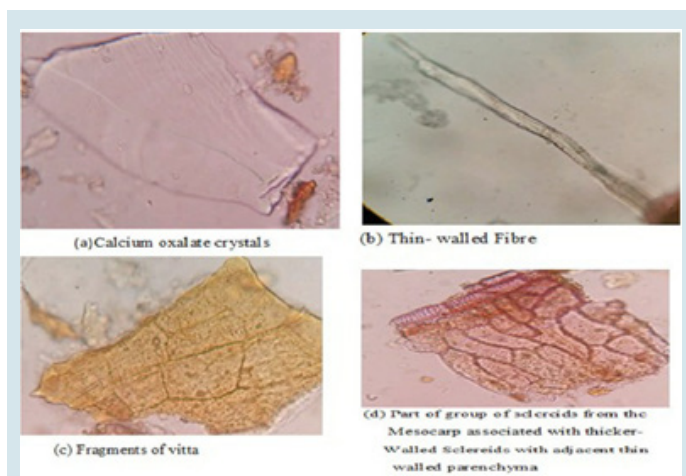 (a)Calcium oxalate crystals
(b) Thin- walled Fibre
(c) Fragments of vitta
(d) Part of group of sclereids from the
Mesocarp associated with thicker-
Walled Sclereids with adjacent thin
walled parenchyma